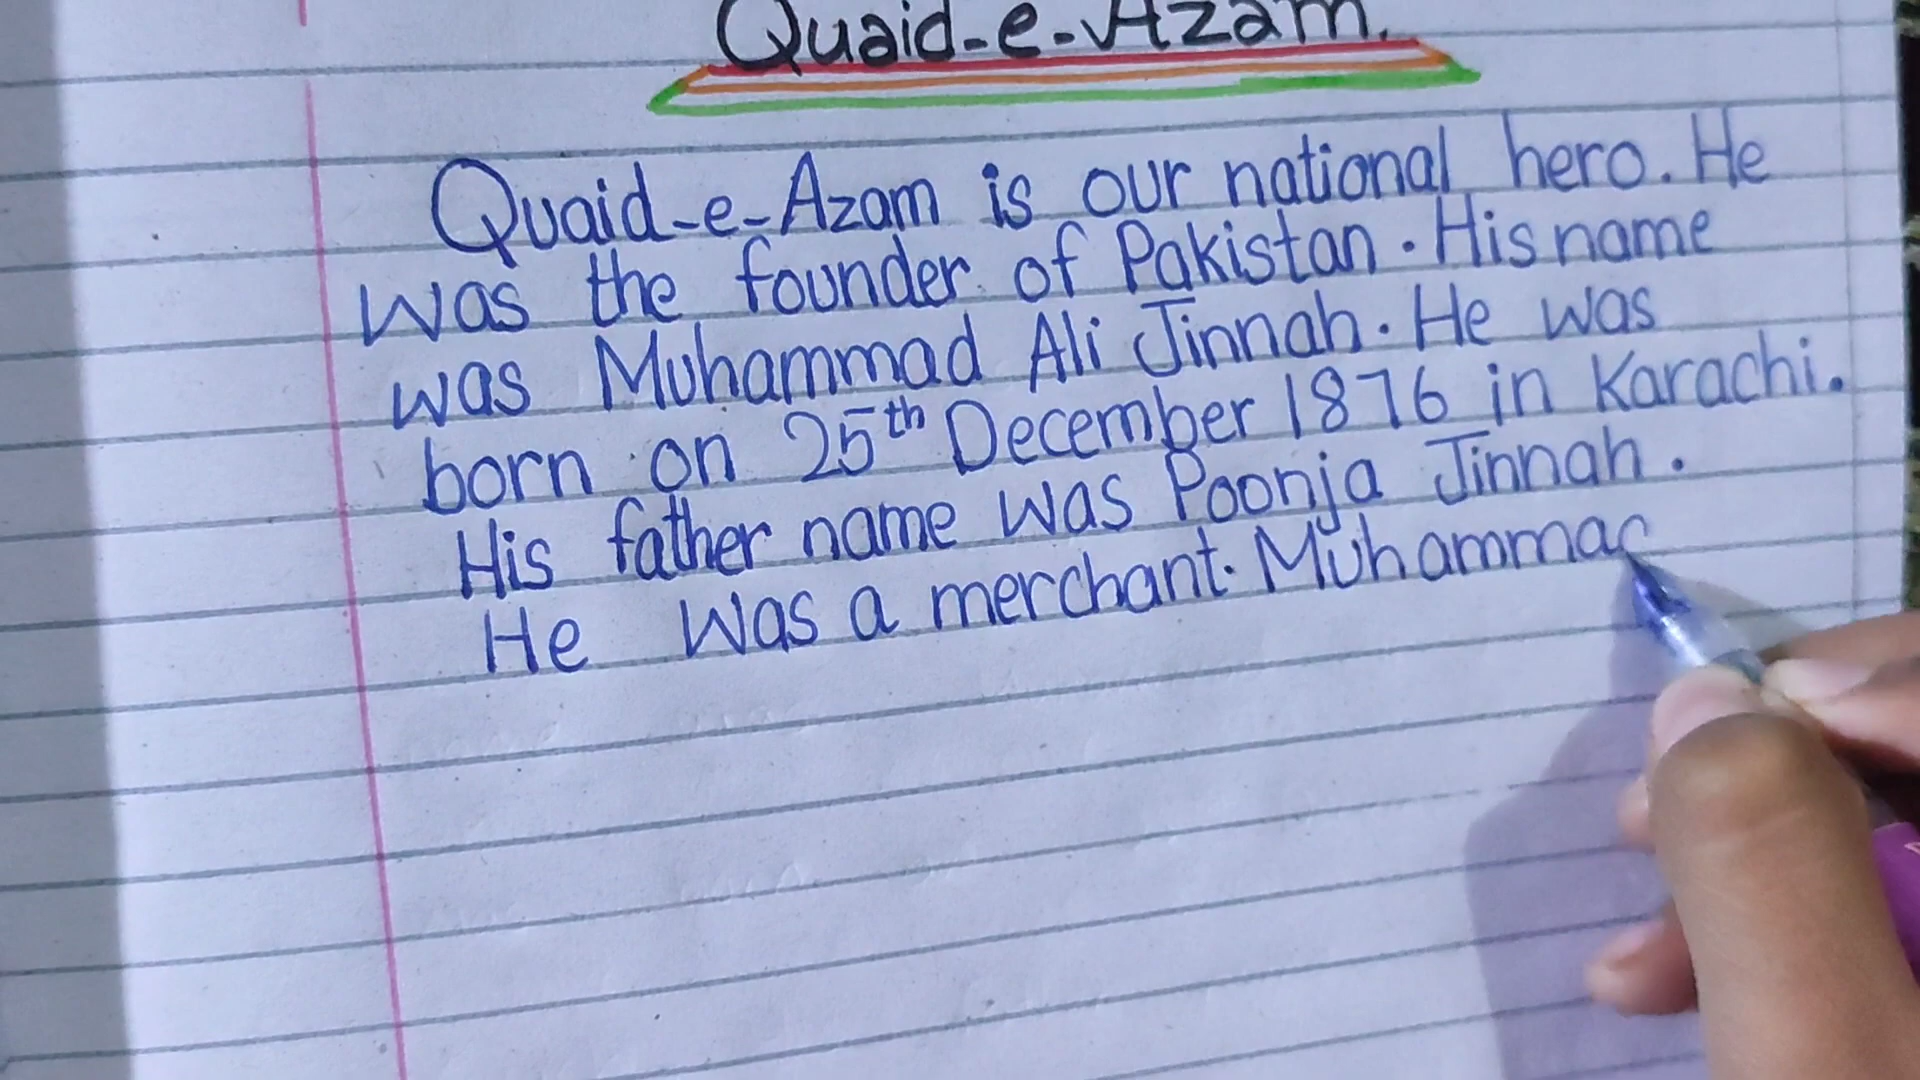 Quaid-e-Azam.
Quaid-e-Azam is our national hero. He
was the founder of Pakistan. His name
was Muhammad Ali Jinnah. He was
born on 25th December 1876 in Karachi.
His father name was Poonja Jinnah.
He was a merchant. Muhammac